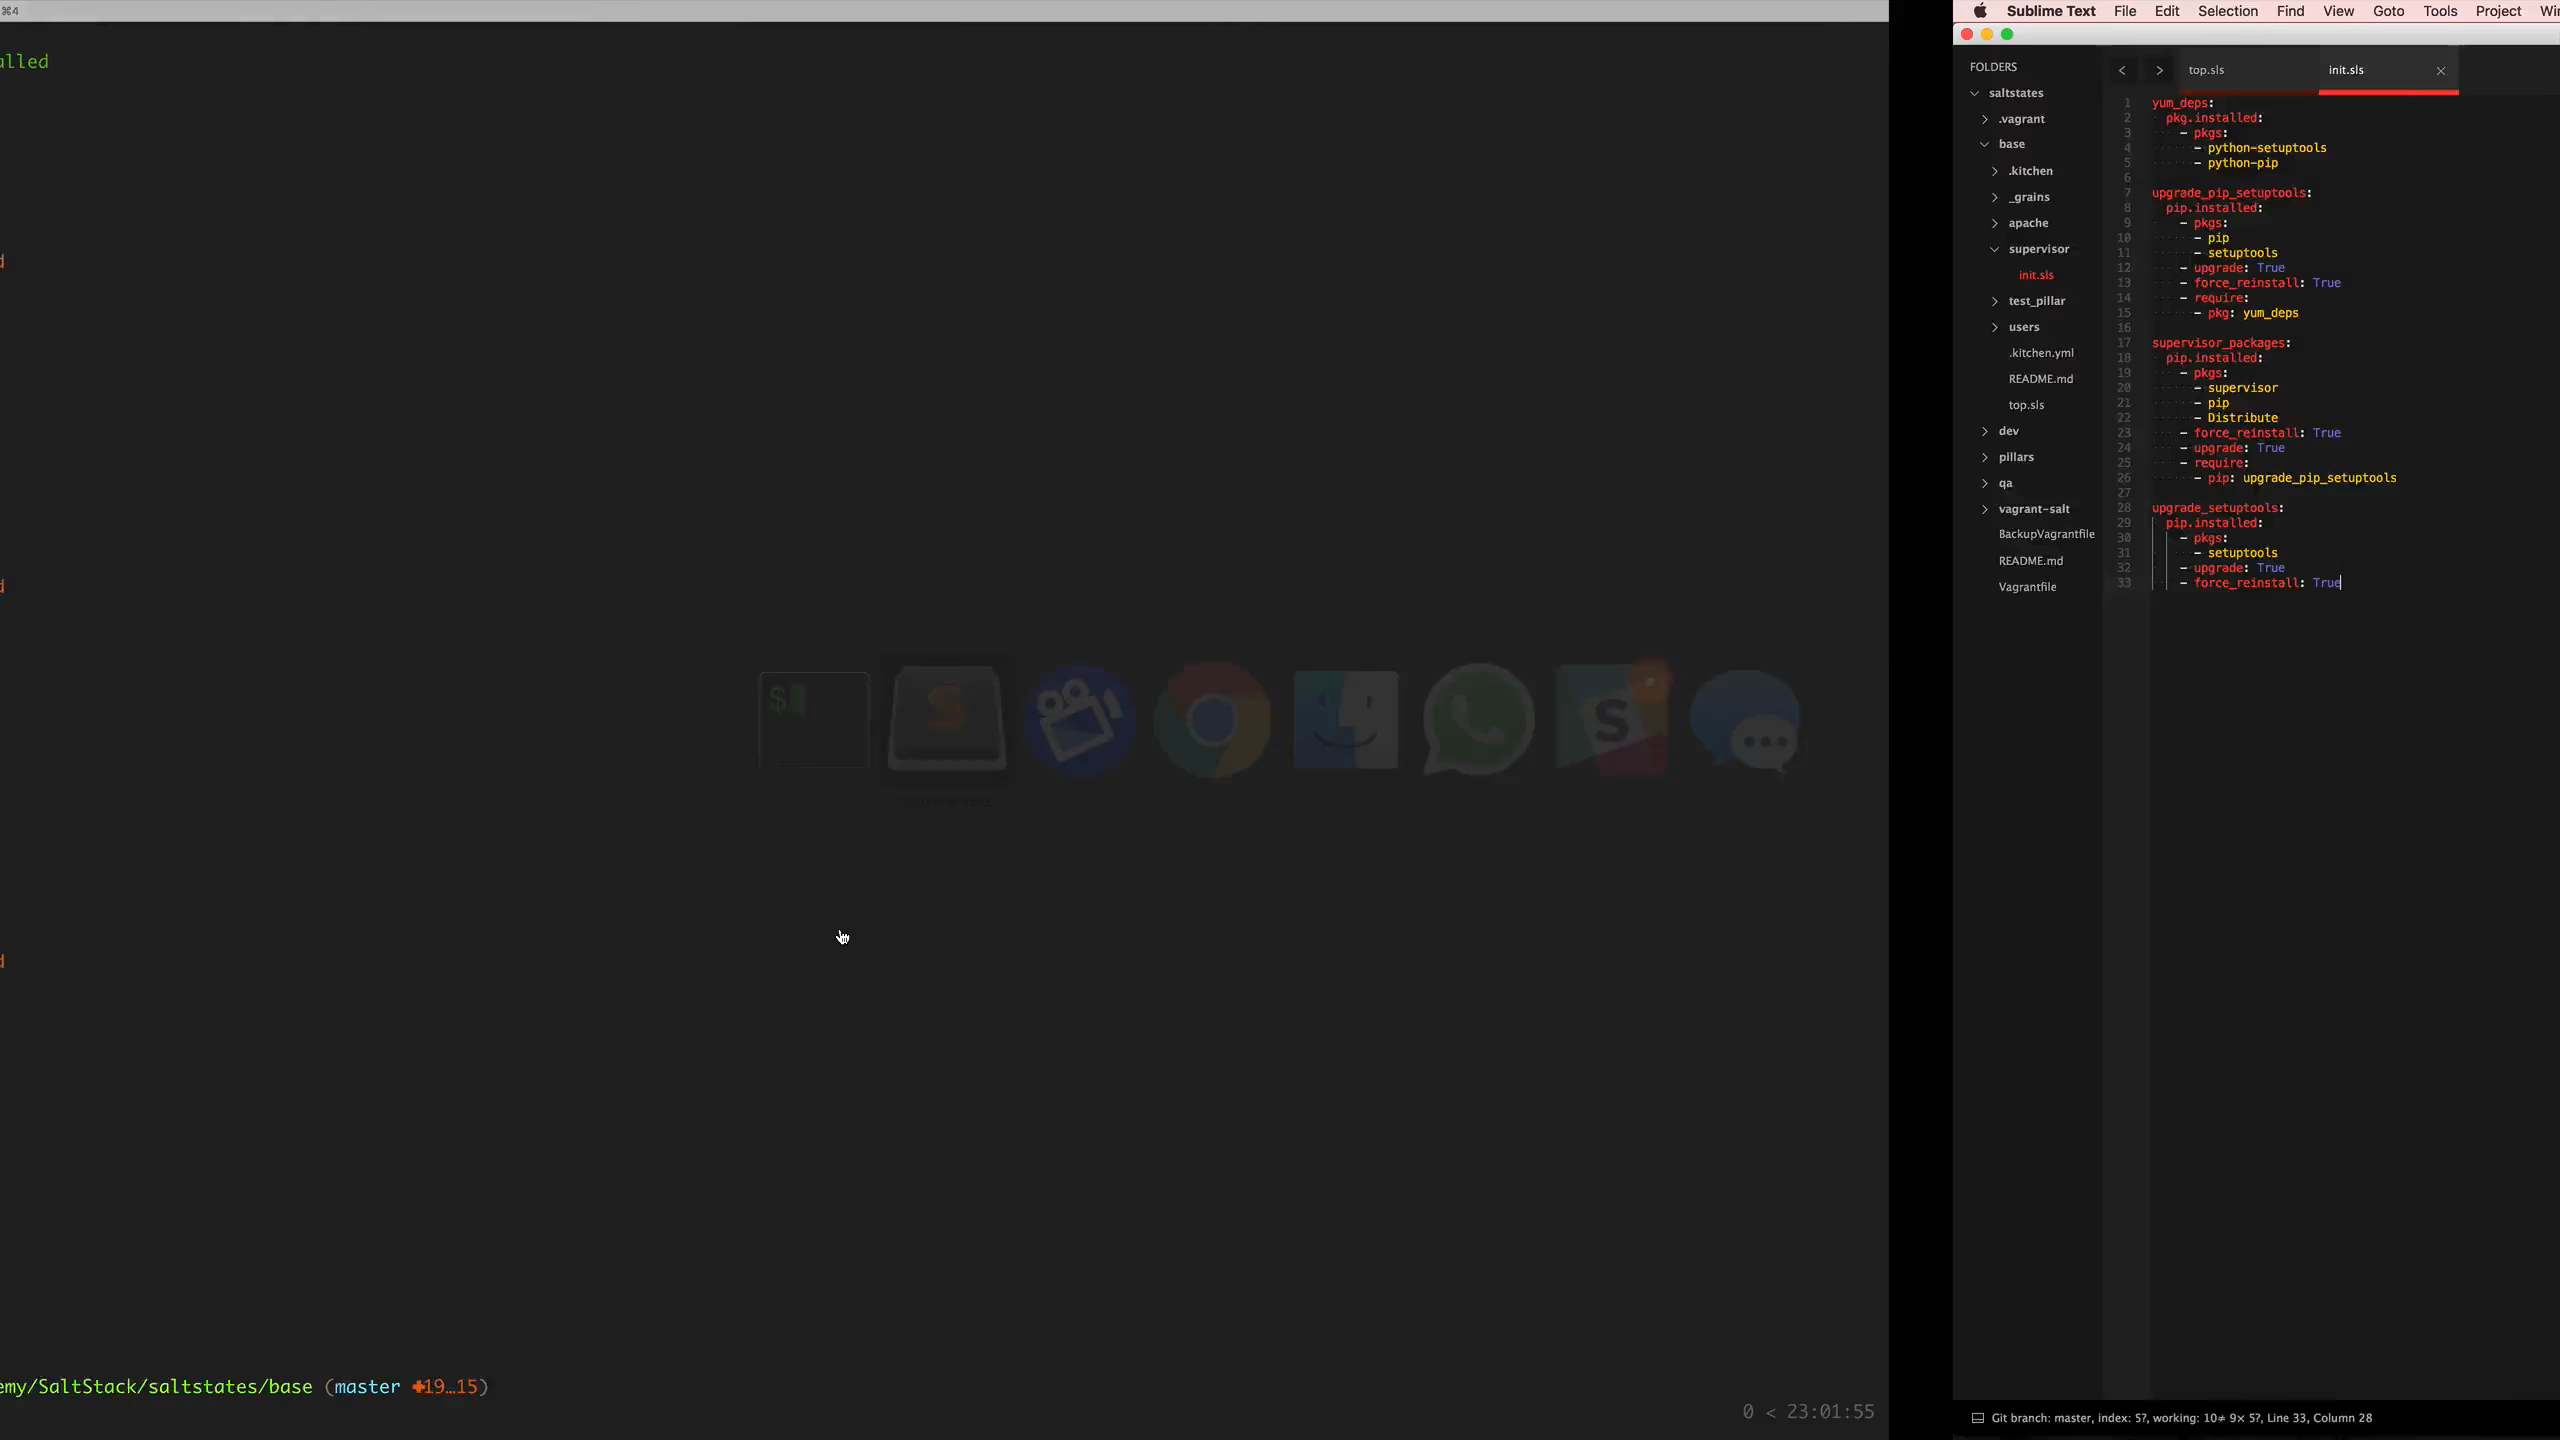 ⌘4
alled
d
d
d
$
emy/SaltStack/saltstates/base (master ✚19…15)
0 < 23:01:55
Sublime Text File Edit Selection Find View Goto Tools Project Win
FOLDERS
saltstates
.vagrant
base
.kitchen
_grains
apache
supervisor
init.sls
test_pillar
users
.kitchen.yml
README.md
top.sls
dev
pillars
qa
vagrant-salt
BackupVagrantfile
README.md
Vagrantfile
top.sls init.sls
1 yum_deps:
2 pkg.installed:
3 - pkgs:
4 - python-setuptools
5 - python-pip
6
7 upgrade_pip_setuptools:
8 pip.installed:
9 - pkgs:
10 - pip
11 - setuptools
12 - upgrade: True
13 - force_reinstall: True
14 - require:
15 - pkg: yum_deps
16
17 supervisor_packages:
18 pip.installed:
19 - pkgs:
20 - supervisor
21 - pip
22 - Distribute
23 - force_reinstall: True
24 - upgrade: True
25 - require:
26 - pip: upgrade_pip_setuptools
27
28 upgrade_setuptools:
29 pip.installed:
30 - pkgs:
31 - setuptools
32 - upgrade: True
33 - force_reinstall: True
Git branch: master, index: 5?, working: 10≠ 9× 5?, Line 33, Column 28